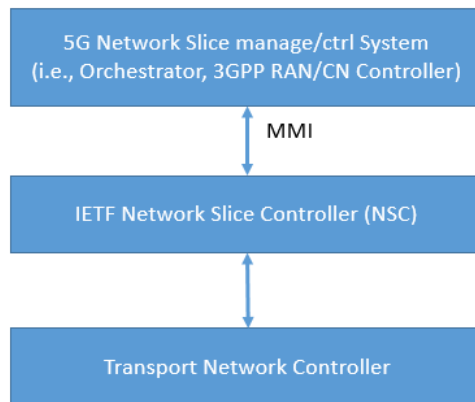 5G Network Slice manage/ctrl System
(i.e., Orchestrator, 3GPP RAN/CN Controller)
MMI
IETF Network Slice Controller (NSC)
Transport Network Controller